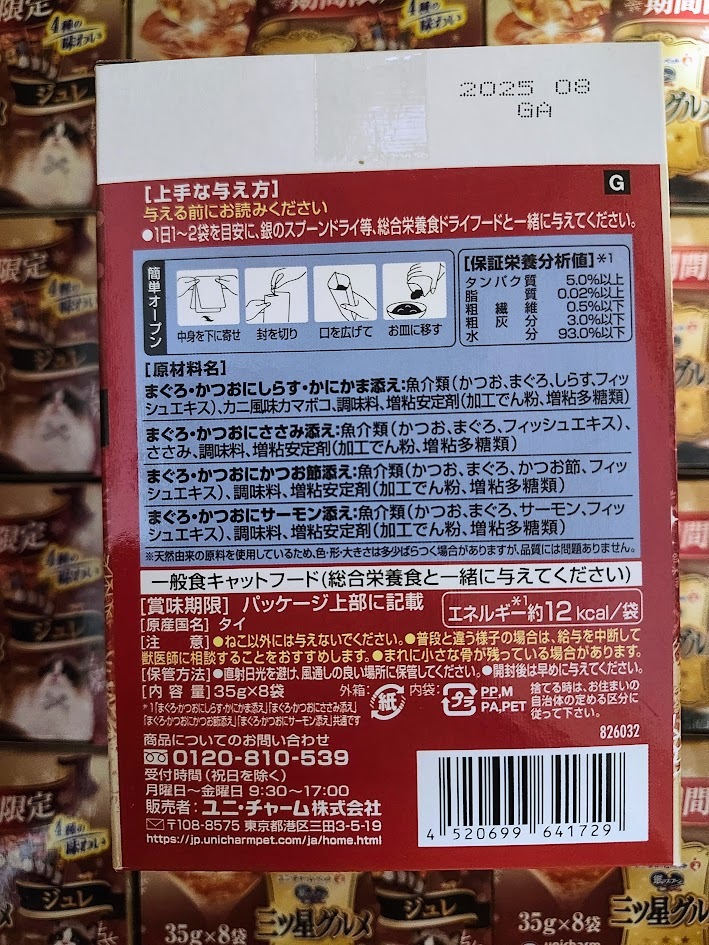 2025 08
GA
G
[上手な与え方]
与える前にお読みください
●1日1~2袋を目安に、銀のスプーンドライ等、総合栄養食ドライフードと一緒に与えてください。
簡単オープン
中身を下に寄せ
封を切り
口を広げて
お皿に移す
[保証栄養分析値]*1
タンパク質 5.0%以上
脂質 0.02%以上
粗繊維 0.5%以下
粗灰分 3.0%以下
水分 93.0%以下
[原材料名]
まぐろ・かつおにしらす・かにかま添え:魚介類(かつお、まぐろ、しらす、フィッ
シュエキス)、カニ風味カマボコ、調味料、増粘安定剤(加工でん粉、増粘多糖類)
まぐろ・かつおにささみ添え:魚介類(かつお、まぐろ、フィッシュエキス)、
ささみ、調味料、増粘安定剤(加工でん粉、増粘多糖類)
まぐろ・かつおにかつお節添え:魚介類(かつお、まぐろ、かつお節、フィッ
シュエキス)、調味料、増粘安定剤(加工でん粉、増粘多糖類)
まぐろ・かつおにサーモン添え:魚介類(かつお、まぐろ、サーモン、フィッ
シュエキス)、調味料、増粘安定剤(加工でん粉、増粘多糖類)
※天然由来の原料を使用しているため、色・形・大きさは多少ばらつく場合がありますが、品質には問題ありません。
一般食キャットフード(総合栄養食と一緒に与えてください)
[賞味期限] パッケージ上部に記載
エネルギー*1約12kcal/袋
[原産国名] タイ
[注意]●ねこ以外には与えないでください。●普段と違う様子の場合は、給与を中断して
獣医師に相談することをおすすめします。●まれに小さな骨が残っている場合があります。
[保管方法]●直射日光を避け、風通しの良い場所に保管してください。●開封後は早めに与えてください。
[内容量]35g×8袋
外箱: 紙 内袋: プラ PP,M
PA,PET
捨てる時は、お住まいの
自治体の定める区分に
従って下さい。
*1「まぐろ・かつおにしらす・かにかま添え」「まぐろ・かつおにささみ添え」
「まぐろ・かつおにかつお節添え」「まぐろ・かつおにサーモン添え」共通です
826032
商品についてのお問い合わせ
0120-810-539
受付時間(祝日を除く)
月曜日~金曜日 9:30~17:00
販売者:ユニ・チャーム株式会社
〒108-8575 東京都港区三田3-5-19
https://jp.unicharmpet.com/ja/home.html
4 520699 641729
限定
4種の
味わい
ジュレ
期間限定
三ツ星グルメ
35g×8袋
unicharm